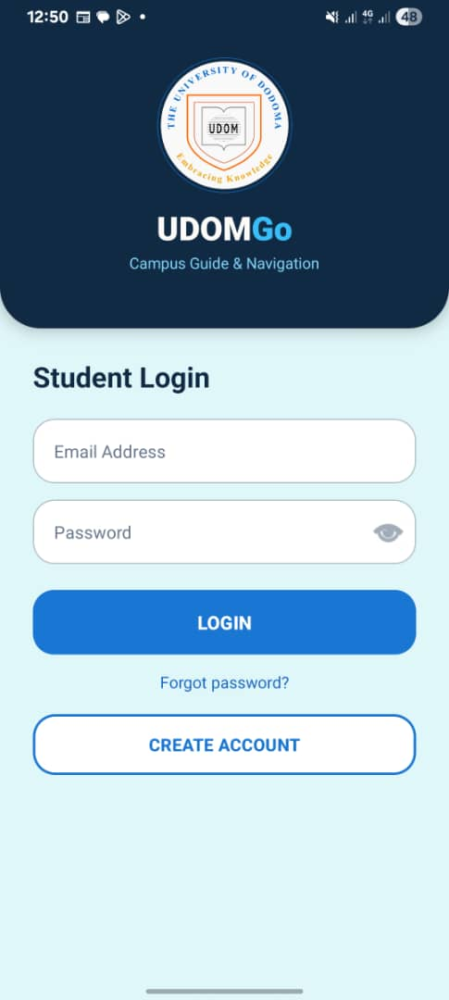 12:50
4G
48
THE UNIVERSITY OF DODOMA
UDOM
Embracing Knowledge
UDOMGo
Campus Guide & Navigation
Student Login
Email Address
Password
LOGIN
Forgot password?
CREATE ACCOUNT